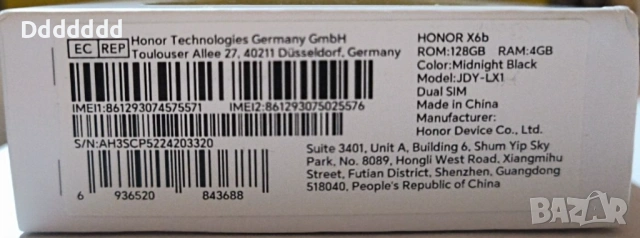 Ddddddd
EC REP
Honor Technologies Germany GmbH
Toulouser Allee 27, 40211 Düsseldorf, Germany
IMEI1:861293074575571 IMEI2:861293075025576
S/N:AH3SCP5224203320
6 936520 843688
HONOR X6b
ROM:128GB RAM:4GB
Color:Midnight Black
Model:JDY-LX1
Dual SIM
Made in China
Manufacturer:
Honor Device Co., Ltd.
Suite 3401, Unit A, Building 6, Shum Yip Sky
Park, No. 8089, Hongli West Road, Xiangmihu
Street, Futian District, Shenzhen, Guangdong
518040, People's Republic of China
BAZAR